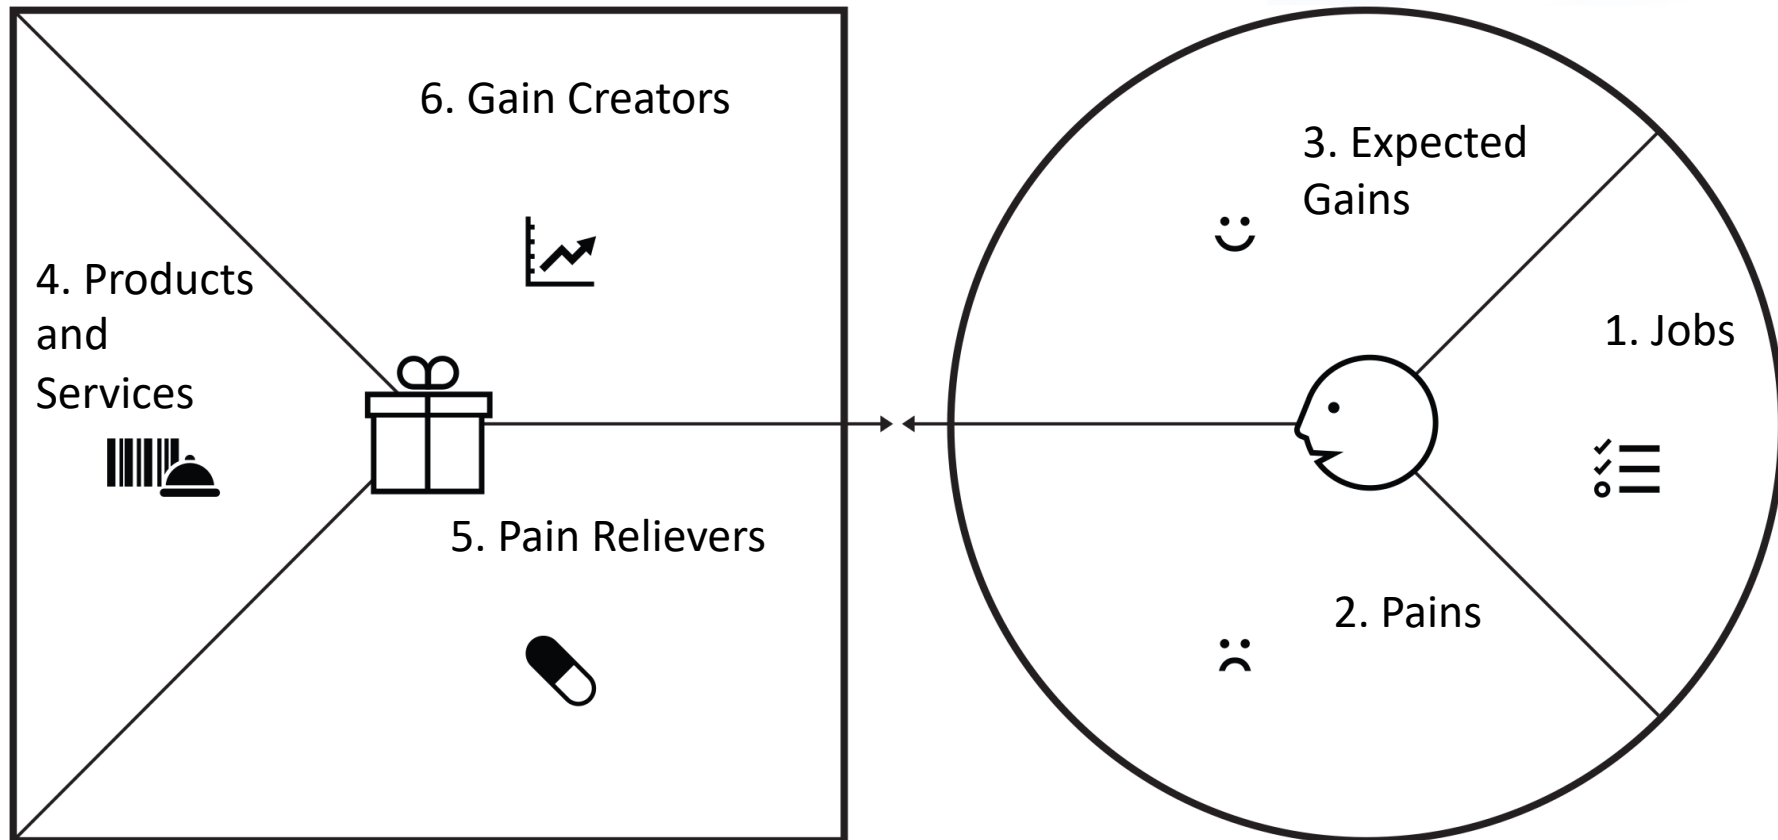 6. Gain Creators
4. Products
and
Services
5. Pain Relievers
3. Expected
Gains
1. Jobs
2. Pains